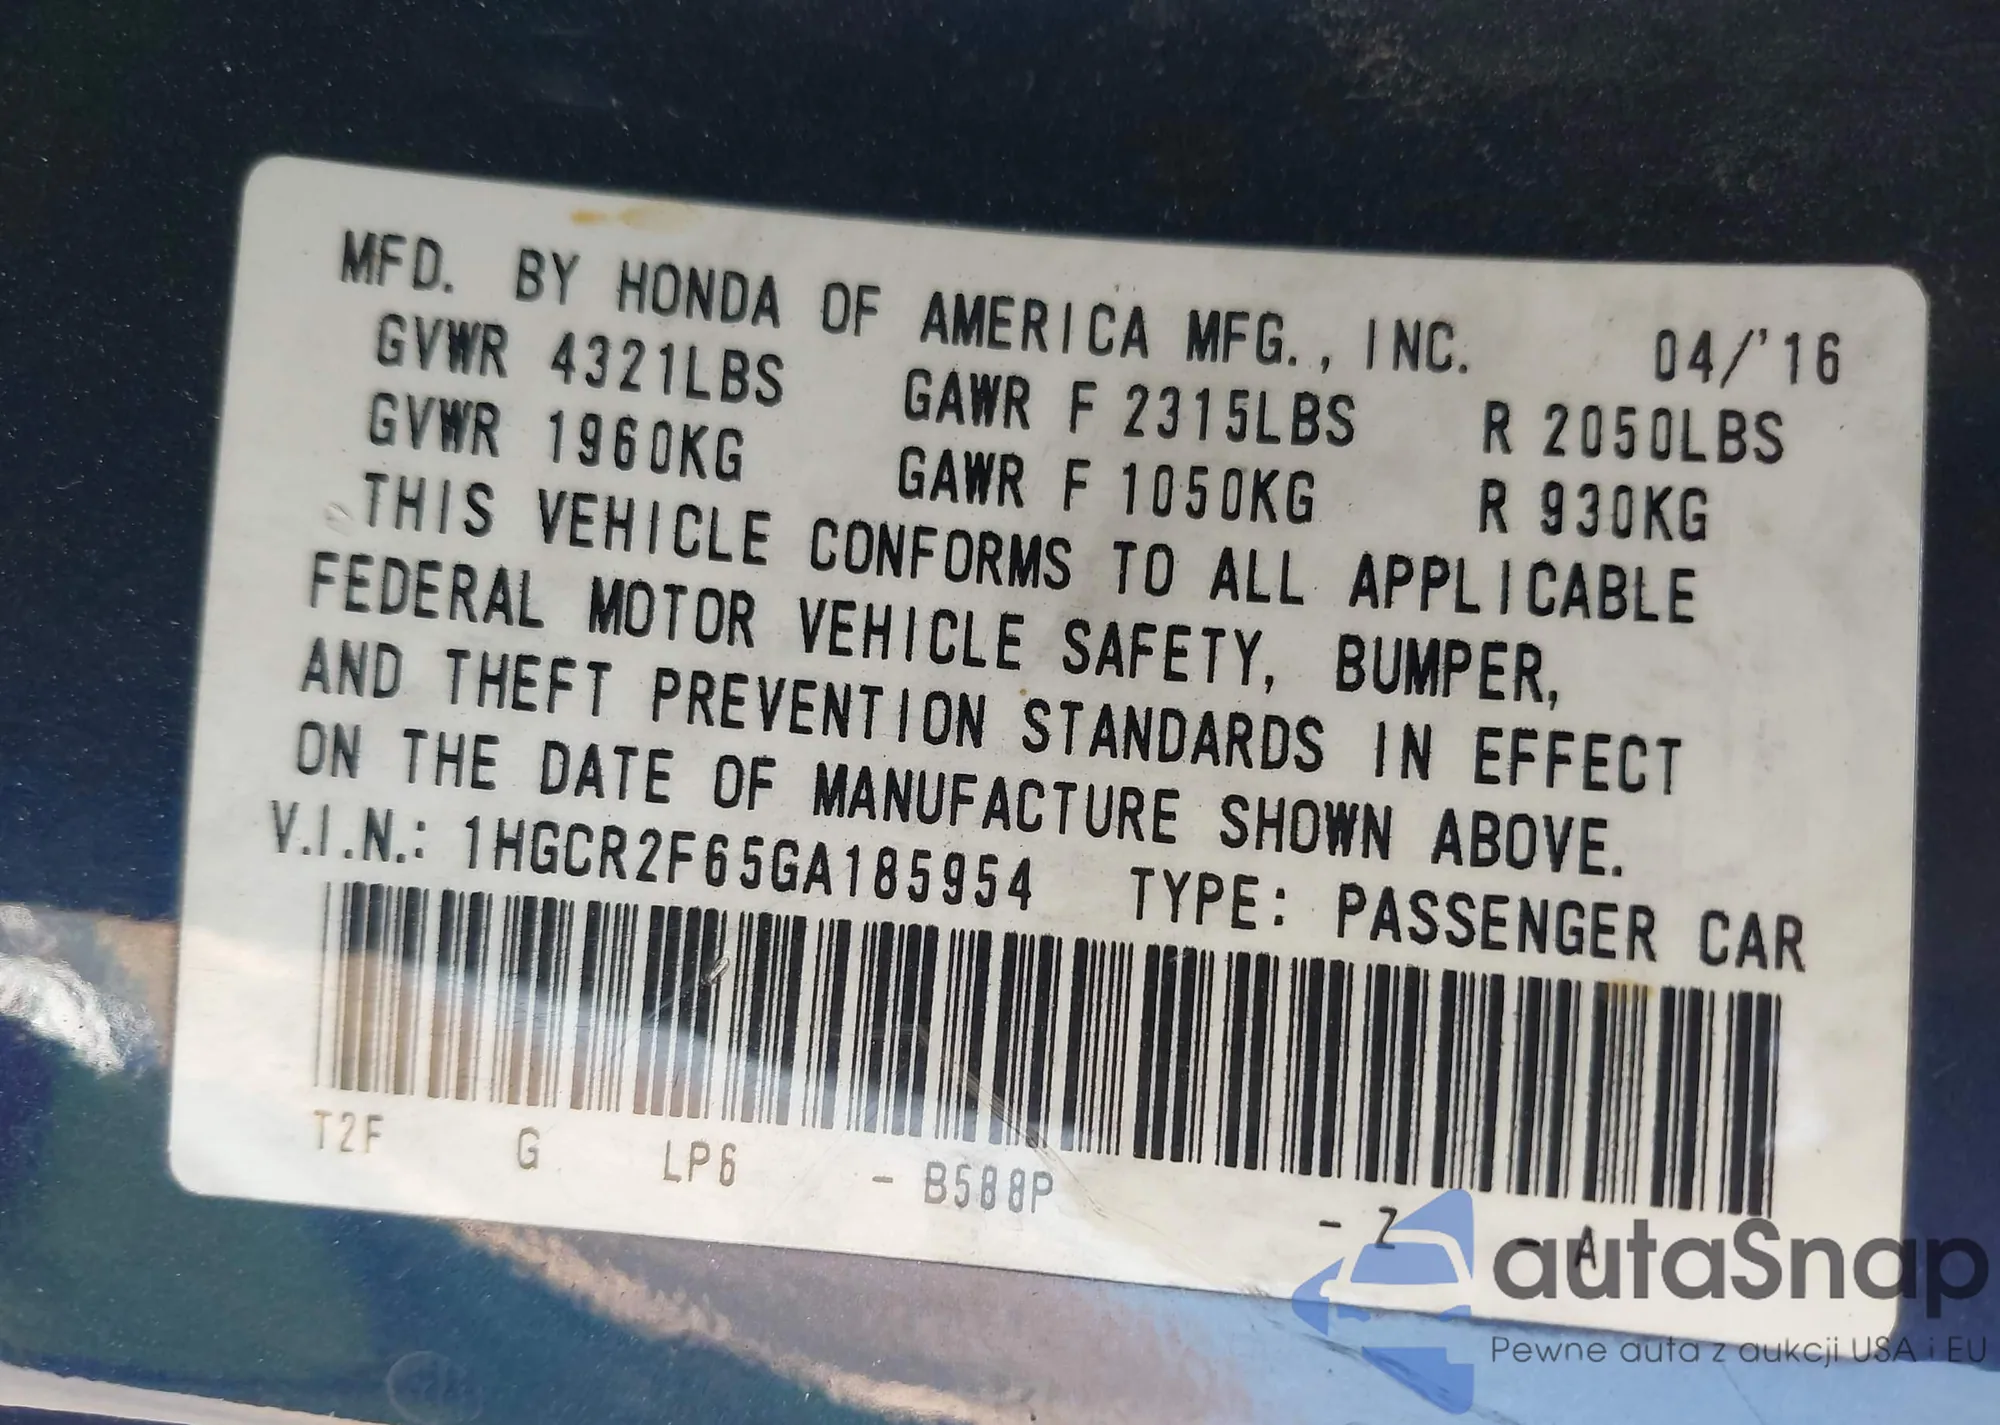 MFD. BY HONDA OF AMERICA MFG., INC. 04/'16
GVWR 4321LBS GAWR F 2315LBS R 2050LBS
GVWR 1960KG GAWR F 1050KG R 930KG
THIS VEHICLE CONFORMS TO ALL APPLICABLE
FEDERAL MOTOR VEHICLE SAFETY, BUMPER,
AND THEFT PREVENTION STANDARDS IN EFFECT
ON THE DATE OF MANUFACTURE SHOWN ABOVE.
V.I.N.: 1HGCR2F65GA185954 TYPE: PASSENGER CAR
T2F G LP6 - B588P - Z - A
autaSnap
Pewne auta z aukcji USA i EU